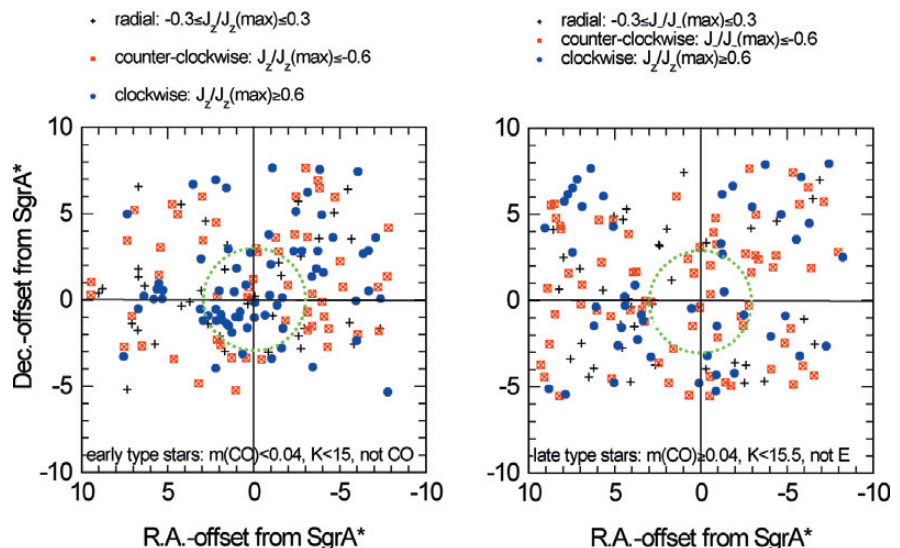 radial: -0.3≤J_z/J_z(max)≤0.3
counter-clockwise: J_z/J_z(max)≤-0.6
clockwise: J_z/J_z(max)≥0.6
radial: -0.3≤J_/J_(max)≤0.3
counter-clockwise: J_/J_(max)≤-0.6
clockwise: J_z/J_z(max)≥0.6
10
5
0
-5
-10
Dec.-offset from SgrA*
early type stars: m(CO)<0.04, K<15, not CO
10 5 0 -5 -10
R.A.-offset from SgrA*
10
5
0
-5
-10
late type stars: m(CO)≥0.04, K<15.5, not E
10 5 0 -5 -10
R.A.-offset from SgrA*